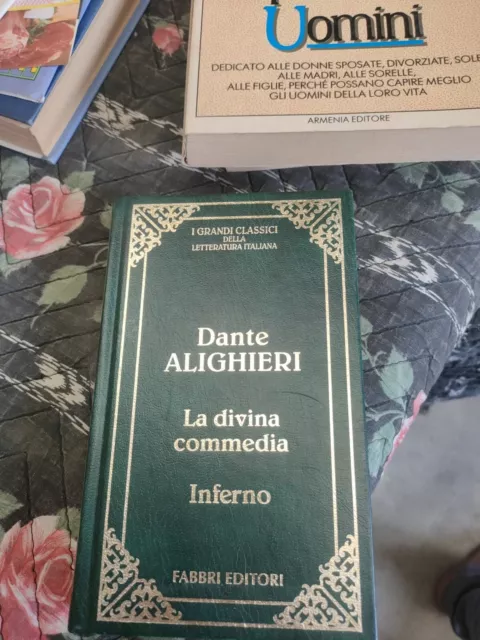 Uomini
DEDICATO ALLE DONNE SPOSATE, DIVORZIATE, SOLE
ALLE MADRI, ALLE SORELLE,
ALLE FIGLIE, PERCHÉ POSSANO CAPIRE MEGLIO
GLI UOMINI DELLA LORO VITA
ARMENIA EDITORE
I GRANDI CLASSICI
DELLA
LETTERATURA ITALIANA
Dante
ALIGHIERI
La divina
commedia
Inferno
FABBRI EDITORI